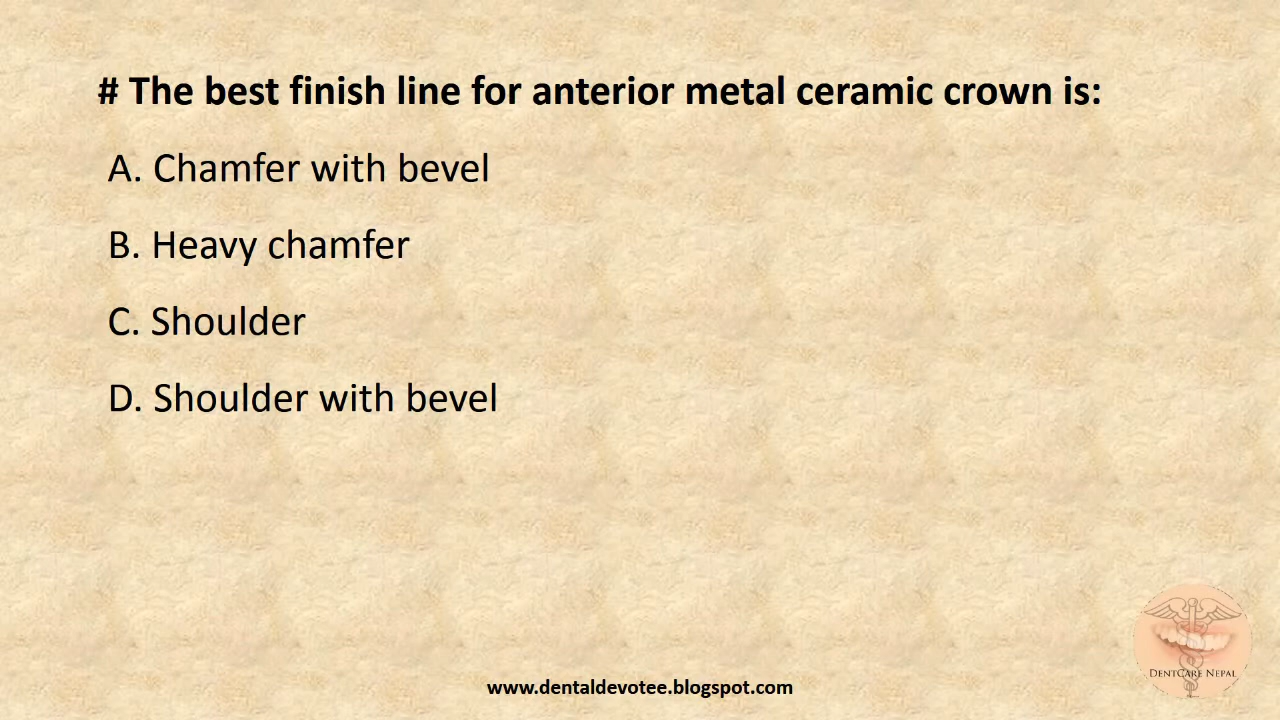 # The best finish line for anterior metal ceramic crown is:
A. Chamfer with bevel
B. Heavy chamfer
C. Shoulder
D. Shoulder with bevel
DentCare Nepal
www.dentaldevotee.blogspot.com